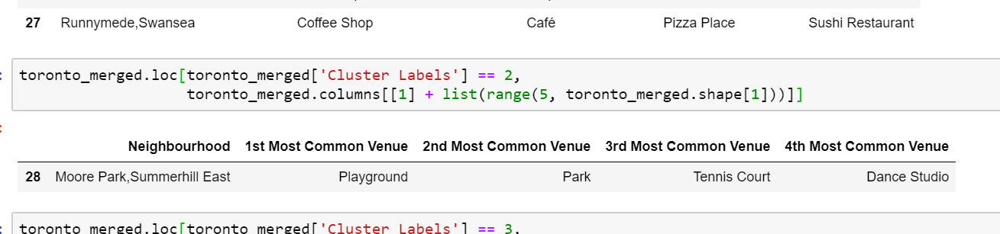 27 Runnymede,Swansea Coffee Shop Café Pizza Place Sushi Restaurant
toronto_merged.loc[toronto_merged['Cluster Labels'] == 2,
toronto_merged.columns[[1] + list(range(5, toronto_merged.shape[1]))]]
Neighbourhood 1st Most Common Venue 2nd Most Common Venue 3rd Most Common Venue 4th Most Common Venue
28 Moore Park,Summerhill East Playground Park Tennis Court Dance Studio
toronto_merged.loc[toronto_merged['Cluster Labels'] == 3,